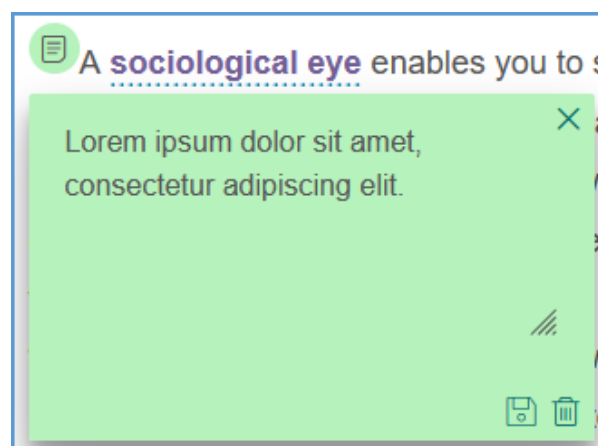 A sociological eye enables you to
Lorem ipsum dolor sit amet,
consectetur adipiscing elit.